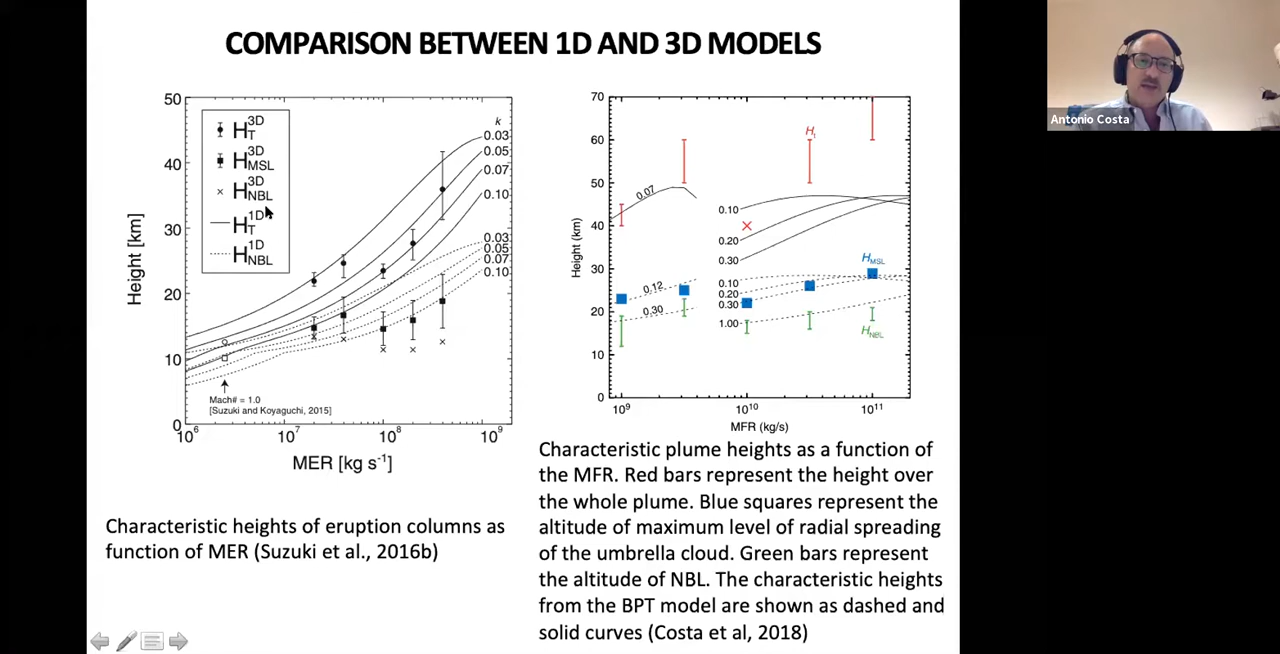 COMPARISON BETWEEN 1D AND 3D MODELS
Antonio Costa
50
40
30
20
10
0
Height [km]
H_T^3D
H_MSL^3D
H_NBL^3D
H_T^1D
H_NBL^1D
k
0.03
0.05
0.07
0.10
0.03
0.05
0.07
0.10
Mach# = 1.0
[Suzuki and Koyaguchi, 2015]
10^6
10^7
10^8
10^9
MER [kg s^-1]
Characteristic heights of eruption columns as
function of MER (Suzuki et al., 2016b)
70
60
50
40
30
20
10
0
Height (km)
H_t
0.07
0.10
0.20
0.30
H_MSL
0.12
0.30
0.10
0.20
0.30
1.00
H_NBL
10^9
10^10
10^11
MFR (kg/s)
Characteristic plume heights as a function of
the MFR. Red bars represent the height over
the whole plume. Blue squares represent the
altitude of maximum level of radial spreading
of the umbrella cloud. Green bars represent
the altitude of NBL. The characteristic heights
from the BPT model are shown as dashed and
solid curves (Costa et al, 2018)